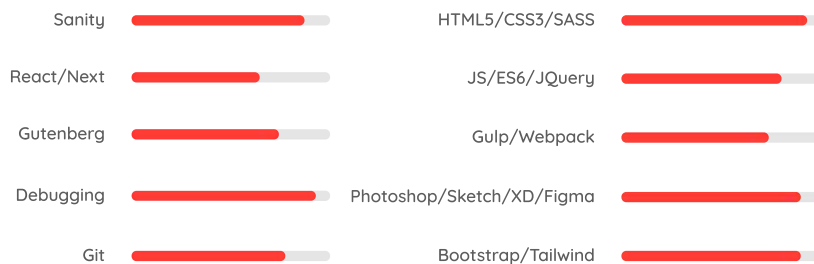 Sanity
HTML5/CSS3/SASS
React/Next
JS/ES6/JQuery
Gutenberg
Gulp/Webpack
Debugging
Photoshop/Sketch/XD/Figma
Git
Bootstrap/Tailwind